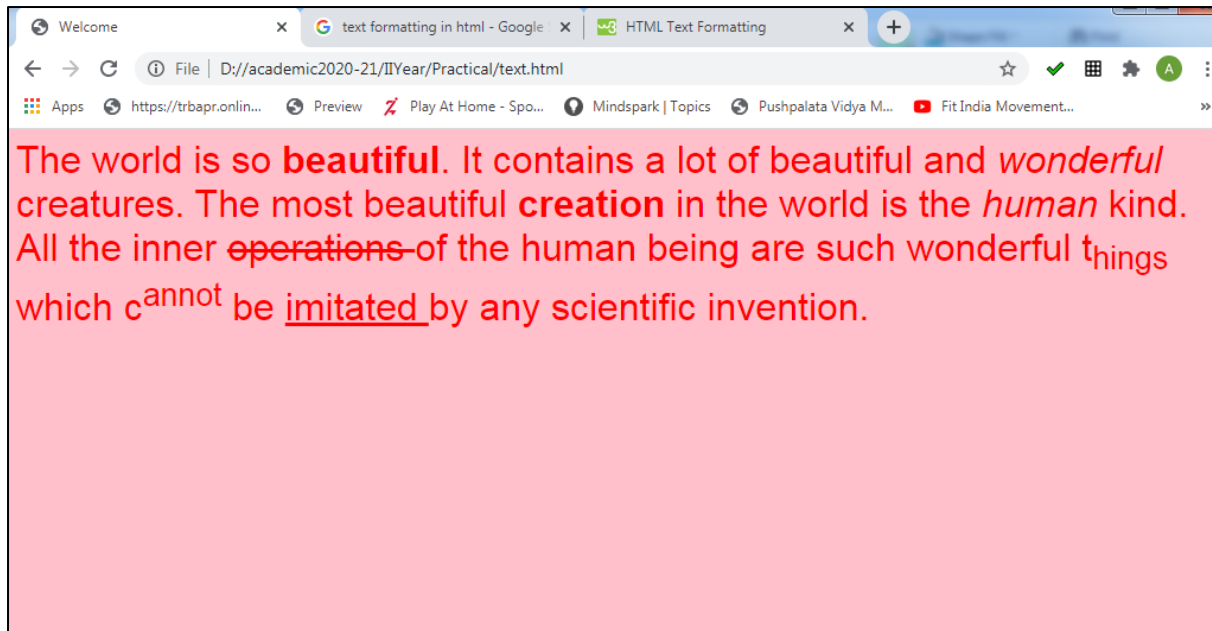 Welcome
text formatting in html - Google
HTML Text Formatting
File | D://academic2020-21/IIYear/Practical/text.html
A
Apps https://trbapr.onlin... Preview Play At Home - Spo... Mindspark | Topics Pushpalata Vidya M... Fit India Movement... »
The world is so beautiful. It contains a lot of beautiful and wonderful
creatures. The most beautiful creation in the world is the human kind.
All the inner operations of the human being are such wonderful things
which cannot be imitated by any scientific invention.